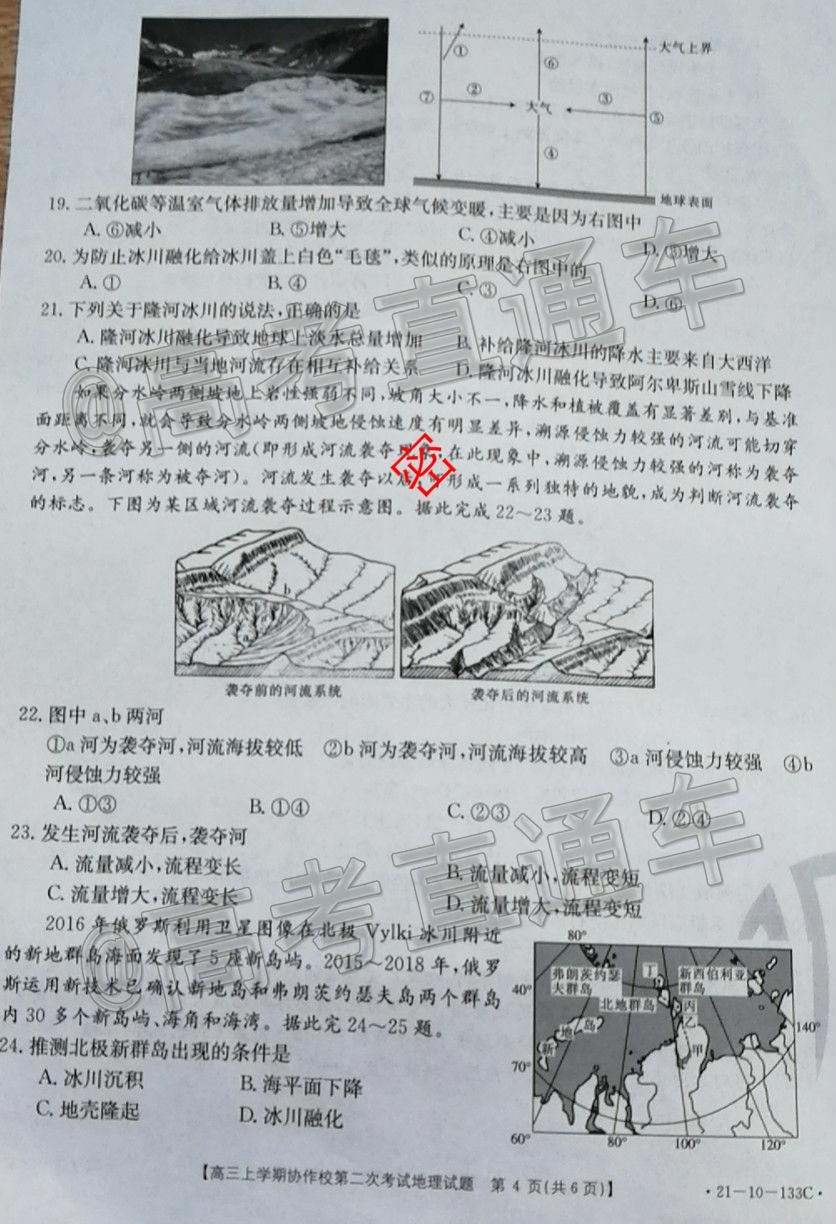 大气上界
①
⑥
②
③
⑦
大气
⑤
④
地球表面
19. 二氧化碳等温室气体排放量增加导致全球气候变暖,主要是因为右图中
A. ⑥减小 B. ⑤增大 C. ④减小 D. ③增大
20. 为防止冰川融化给冰川盖上白色“毛毯”,类似的原理是右图中的
A. ① B. ④ C. ③ D. ⑥
21. 下列关于隆河冰川的说法,正确的是
A. 隆河冰川融化导致地球上淡水总量增加 B. 补给隆河冰川的降水主要来自大西洋
C. 隆河冰川与当地河流存在相互补给关系 D. 隆河冰川融化导致阿尔卑斯山雪线下降
如果分水岭两侧坡地上岩性强弱不同,坡角大小不一,降水和植被覆盖有显著差别,与基准
面距离不同,就会导致分水岭两侧坡地侵蚀速度有明显差异,溯源侵蚀力较强的河流可能切穿
分水岭,袭夺另一侧的河流(即形成河流袭夺现象,在此现象中,溯源侵蚀力较强的河称为袭夺
河,另一条河称为被夺河)。河流发生袭夺以后,可形成一系列独特的地貌,成为判断河流袭夺
的标志。下图为某区域河流袭夺过程示意图。据此完成22~23题。
密
a
b
袭夺前的河流系统 袭夺后的河流系统
22. 图中a、b两河
①a河为袭夺河,河流海拔较低 ②b河为袭夺河,河流海拔较高 ③a河侵蚀力较强 ④b
河侵蚀力较强
A. ①③ B. ①④ C. ②③ D. ②④
23. 发生河流袭夺后,袭夺河
A. 流量减小,流程变长 B. 流量减小,流程变短
C. 流量增大,流程变长 D. 流量增大,流程变短
2016年俄罗斯利用卫星图像在北极Vylki冰川附近
的新地群岛海面发现了5座新岛屿。2015~2018年,俄罗
斯运用新技术已确认新地岛和弗朗茨约瑟夫岛两个群岛
内30多个新岛屿、海角和海湾。据此完24~25题。
24. 推测北极新群岛出现的条件是
A. 冰川沉积 B. 海平面下降
C. 地壳隆起 D. 冰川融化
80°
弗朗茨约瑟
夫群岛
丁
新西伯利亚
群岛
40°
北地群岛
丙
乙
甲
140°
新地岛
70°
60°
80° 100° 120°
【高三上学期协作校第二次考试地理试题 第4页(共6页)】
·21-10-133C·
@高考直通车
@高考直通车